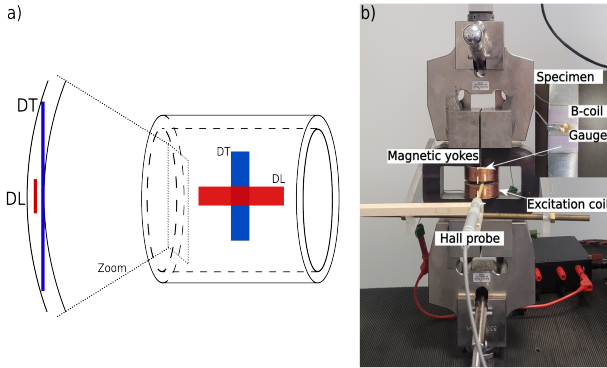 a)
DT
DL
Zoom
DT
DL
b)
Specimen
B-coil
Gauge
Magnetic yokes
Excitation coil
Hall probe